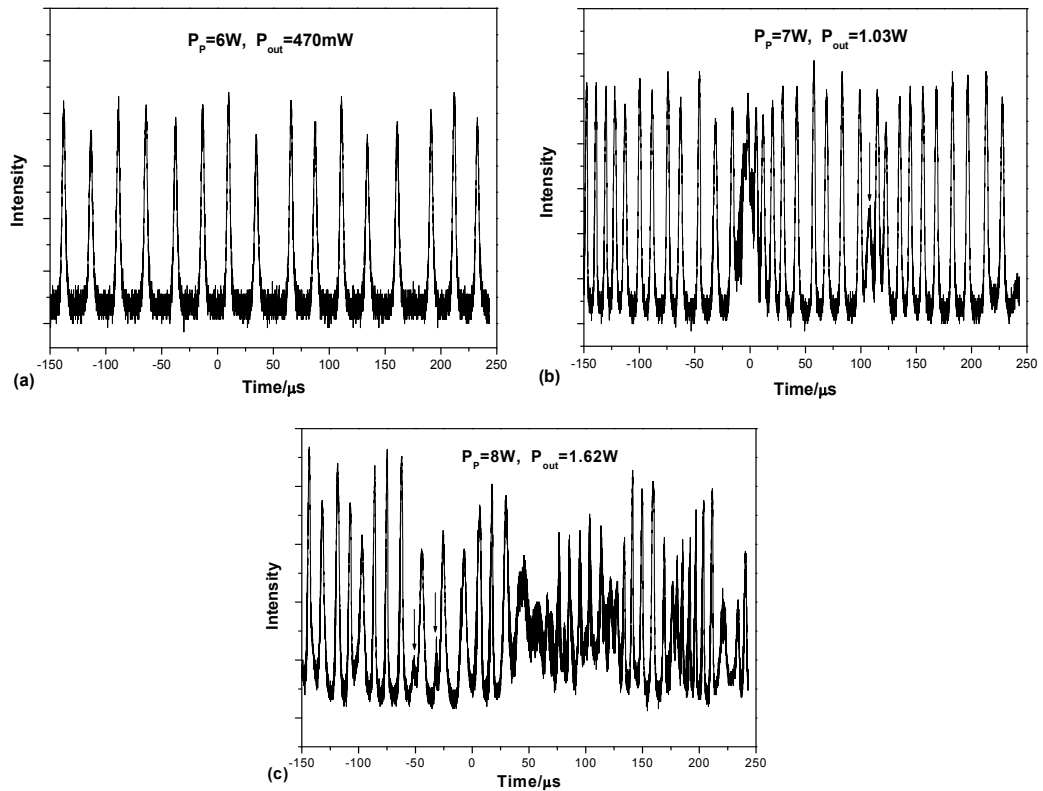 P_P=6W, P_out=470mW
Intensity
-150 -100 -50 0 50 100 150 200 250
(a)
Time/μs
P_P=7W, P_out=1.03W
Intensity
-150 -100 -50 0 50 100 150 200 250
(b)
Time/μs
P_P=8W, P_out=1.62W
Intensity
-150 -100 -50 0 50 100 150 200 250
(c)
Time/μs